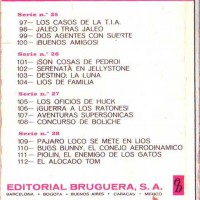 Serie n.º 25
97— LOS CASOS DE LA T.I.A.
98— JALEO TRAS JALEO
99— DOS AGENTES CON SUERTE
100— ¡BUENOS AMIGOS!
Serie n.º 26
101— ¡SON COSAS DE PEDRO!
102— SERENATA EN JELLYSTONE
103— DESTINO: LA LUNA
104— LIOS DE FAMILIA
Serie n.º 27
105— LOS OFICIOS DE HUCK
106— ¡GUERRA A LOS RATONES!
107— AVENTURAS SUPERSONICAS
108— CONCURSO DE BOLICHE
Serie n.º 28
109— PAJARO LOCO SE METE EN LIOS
110— BUGS BUNNY, EL CONEJO AERODINAMICO
111— PIOLIN, EL ENEMIGO DE LOS GATOS
112— EL ALOCADO TOM
EDITORIAL BRUGUERA, S. A.
BARCELONA - BOGOTA - BUENOS AIRES - CARACAS - MEXICO